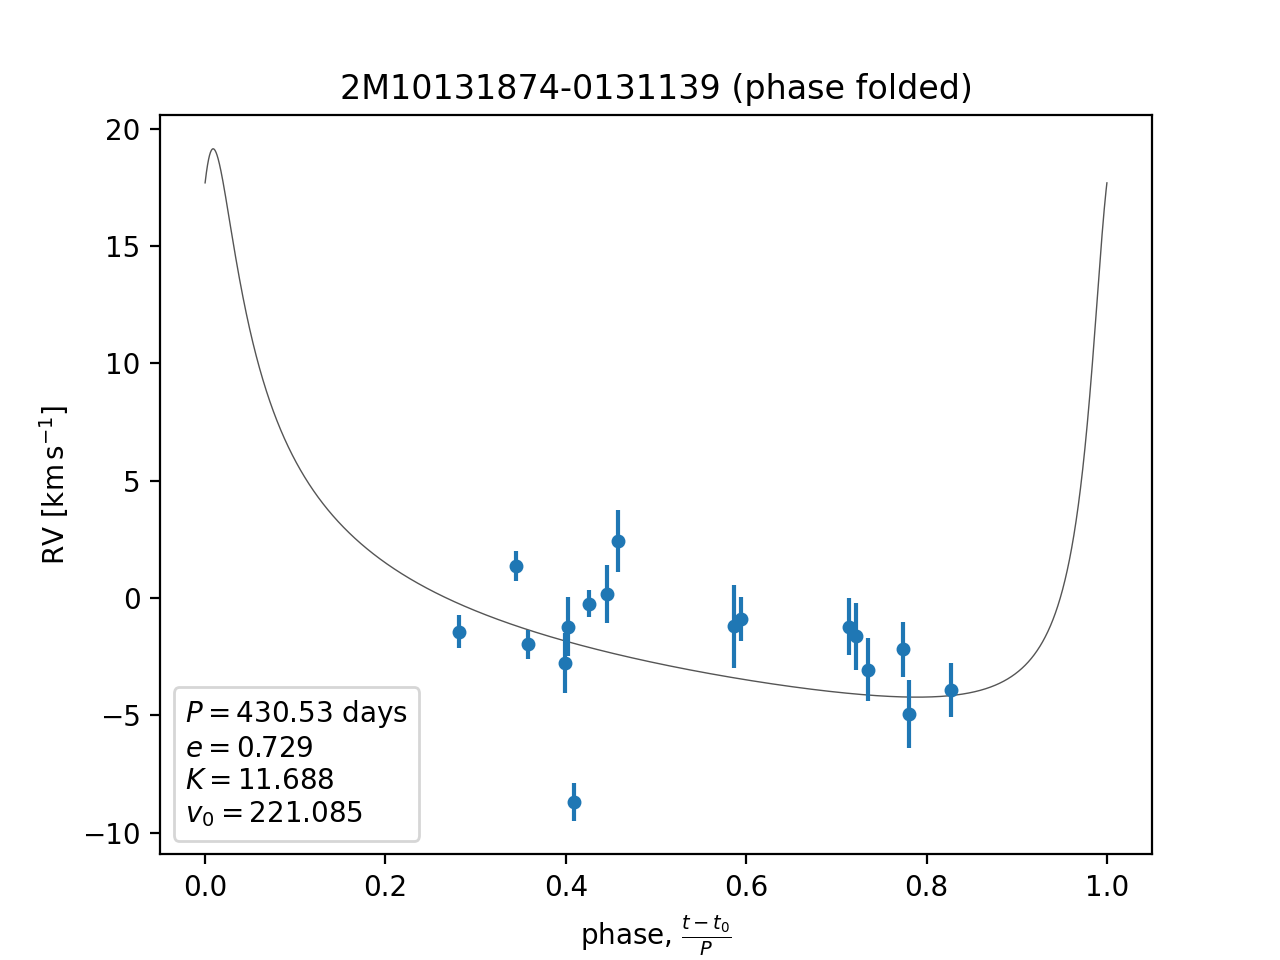 2M10131874-0131139 (phase folded)
20
15
10
5
0
−5
−10
RV [km s⁻¹]
P = 430.53 days
e = 0.729
K = 11.688
v₀ = 221.085
0.0 0.2 0.4 0.6 0.8 1.0
phase, (t − t₀)/P